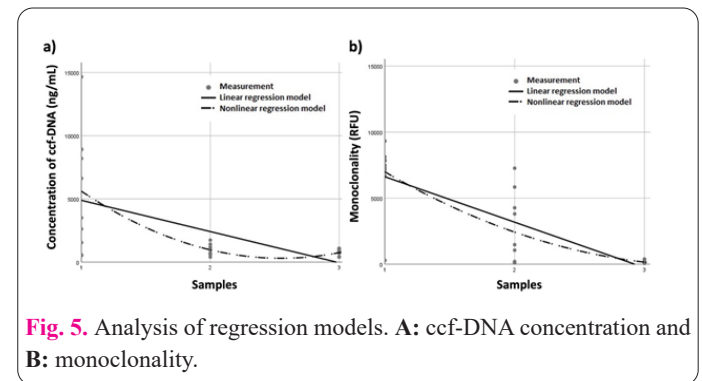 a)
Concentration of ccf-DNA (ng/mL)
15000
10000
5000
0
Measurement
Linear regression model
Nonlinear regression model
1 2 3
Samples
b)
Monoclonality (RFU)
15000
10000
5000
0
Measurement
Linear regression model
Nonlinear regression model
1 2 3
Samples
Fig. 5. Analysis of regression models. A: ccf-DNA concentration and
B: monoclonality.